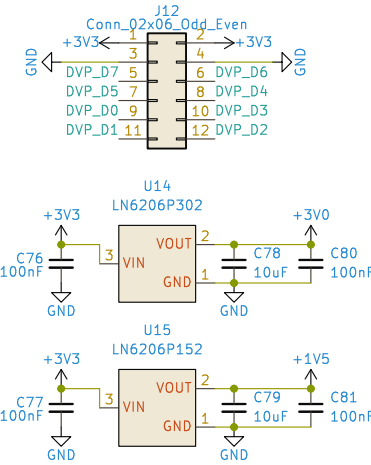 J12
Conn_02x06_Odd_Even
+3V3 1 2 +3V3
GND 3 4 GND
DVP_D7 5 6 DVP_D6
DVP_D5 7 8 DVP_D4
DVP_D0 9 10 DVP_D3
DVP_D1 11 12 DVP_D2
U14
LN6206P302
+3V3 +3V0
C76 100nF
3 VIN VOUT 2
GND 1
C78 10uF
C80 100nF
GND GND
U15
LN6206P152
+3V3 +1V5
C77 100nF
3 VIN VOUT 2
GND 1
C79 10uF
C81 100nF
GND GND